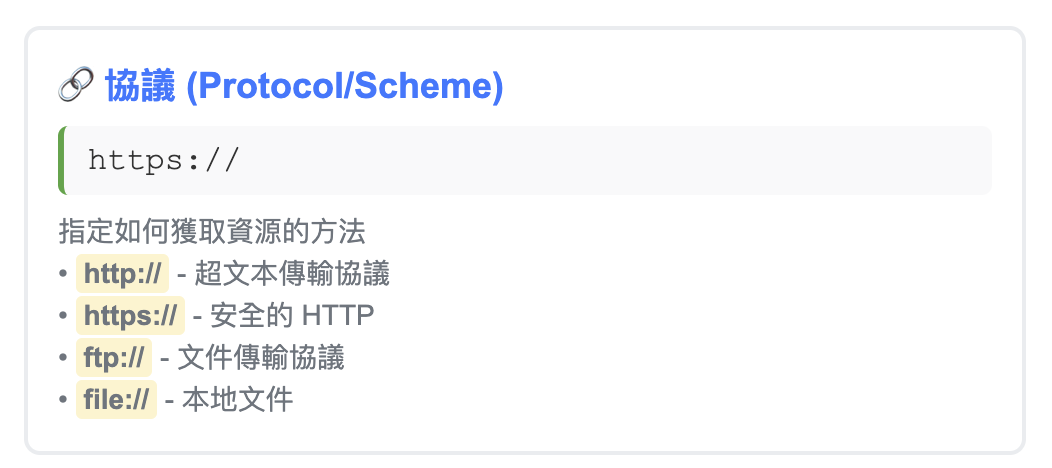 🔗 協議 (Protocol/Scheme)
https://
指定如何獲取資源的方法
• http:// - 超文本傳輸協議
• https:// - 安全的 HTTP
• ftp:// - 文件傳輸協議
• file:// - 本地文件